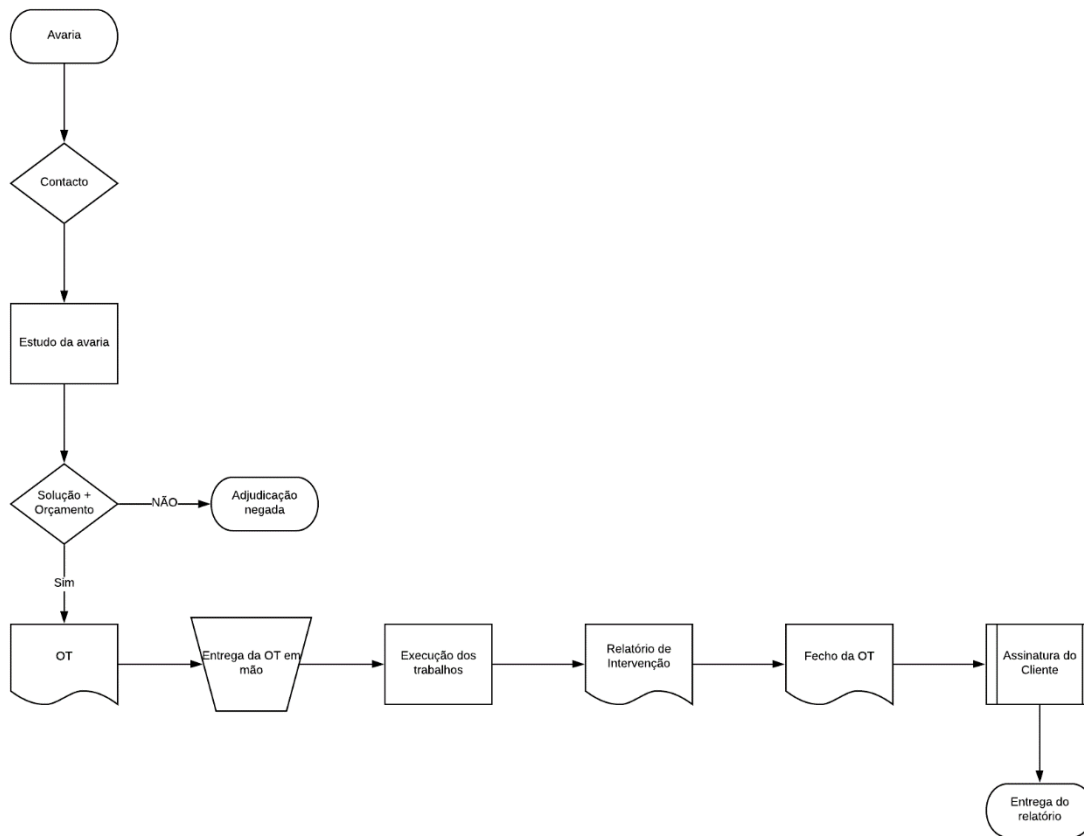 Avaria
Contacto
Estudo da avaria
Solução +
Orçamento
NÃO
Adjudicação
negada
Sim
OT
Entrega da OT em
mão
Execução dos
trabalhos
Relatório de
Intervenção
Fecho da OT
Assinatura do
Cliente
Entrega do
relatório